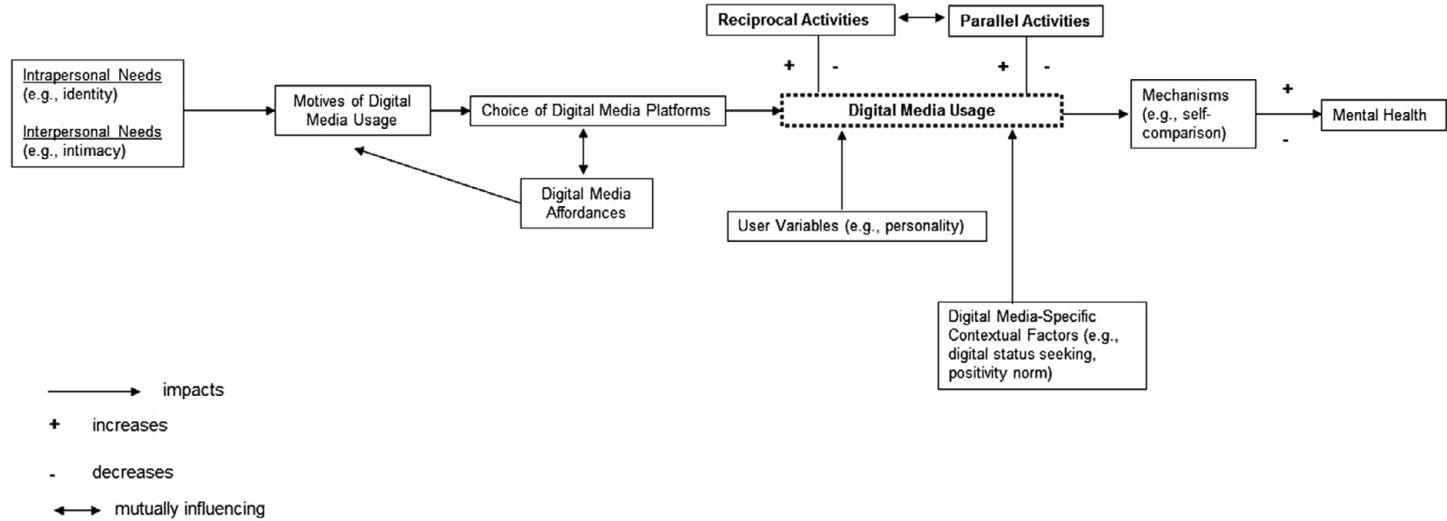 Reciprocal Activities
Parallel Activities
+ -
+ -
Intrapersonal Needs
(e.g., identity)
Interpersonal Needs
(e.g., intimacy)
Motives of Digital
Media Usage
Choice of Digital Media Platforms
Digital Media Usage
Mechanisms
(e.g., self-
comparison)
+
-
Mental Health
Digital Media
Affordances
User Variables (e.g., personality)
Digital Media-Specific
Contextual Factors (e.g.,
digital status seeking,
positivity norm)
impacts
+ increases
- decreases
mutually influencing